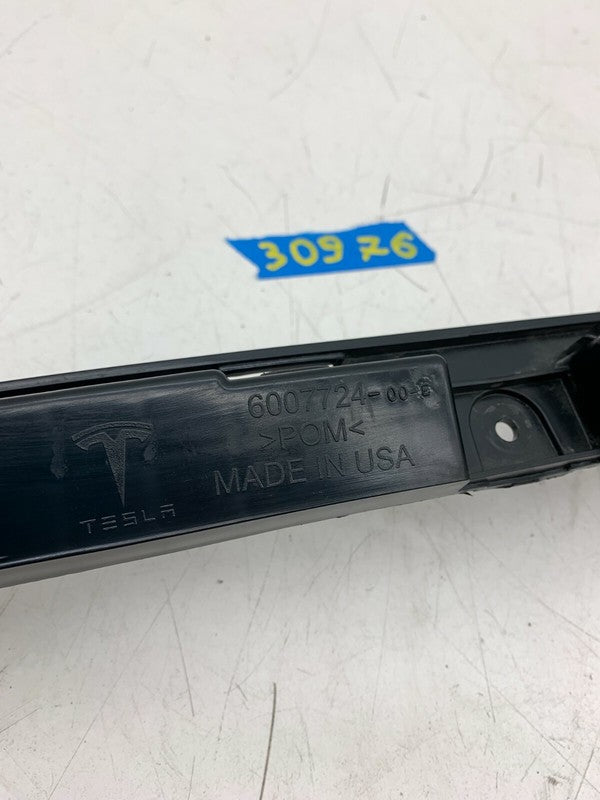 30976
6007724-00-C
>POM<
MADE IN USA
TESLA